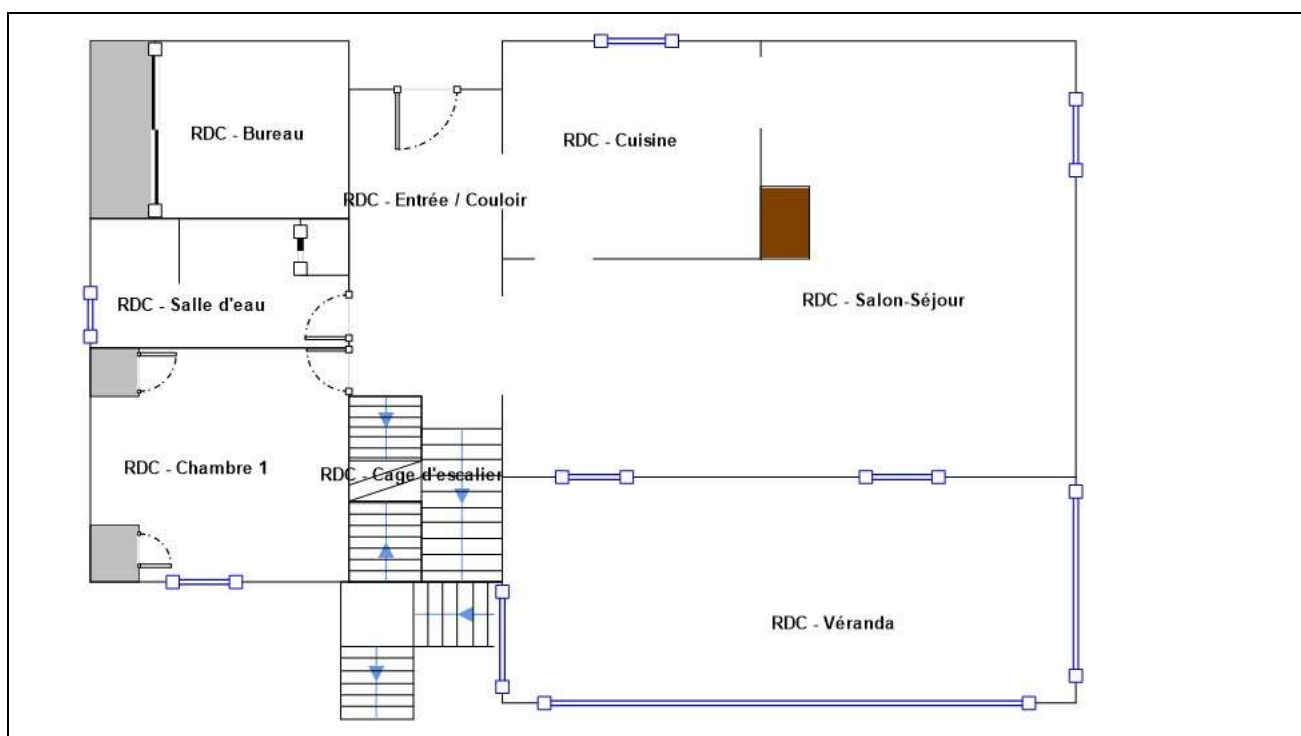 RDC - Bureau
RDC - Cuisine
RDC - Entrée / Couloir
RDC - Salle d'eau
RDC - Salon-Séjour
RDC - Chambre 1
RDC - Cage d'escalier
RDC - Véranda